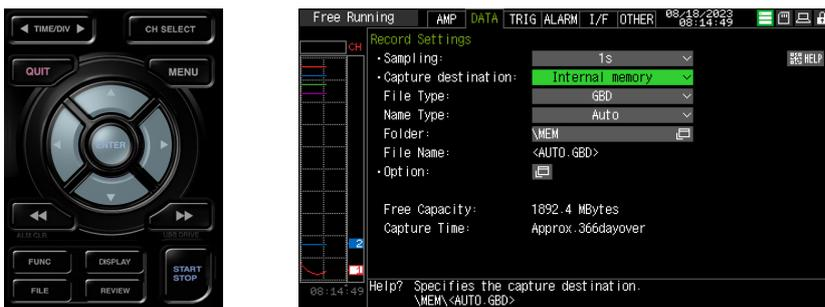 TIME/DIV
CH SELECT
QUIT
MENU
ENTER
ALM CLR
USB DRIVE
FUNC
DISPLAY
START
STOP
FILE
REVIEW
Free Running
AMP
DATA
TRIG
ALARM
I/F
OTHER
08/18/2023
08:14:49
CH
Record Settings
•Sampling: 1s
HELP
•Capture destination: Internal memory
File Type: GBD
Name Type: Auto
Folder: \MEM
File Name: <AUTO.GBD>
•Option:
Free Capacity: 1892.4 MBytes
Capture Time: Approx.366dayover
2
1
08:14:49
Help? Specifies the capture destination.
\MEM\<AUTO.GBD>